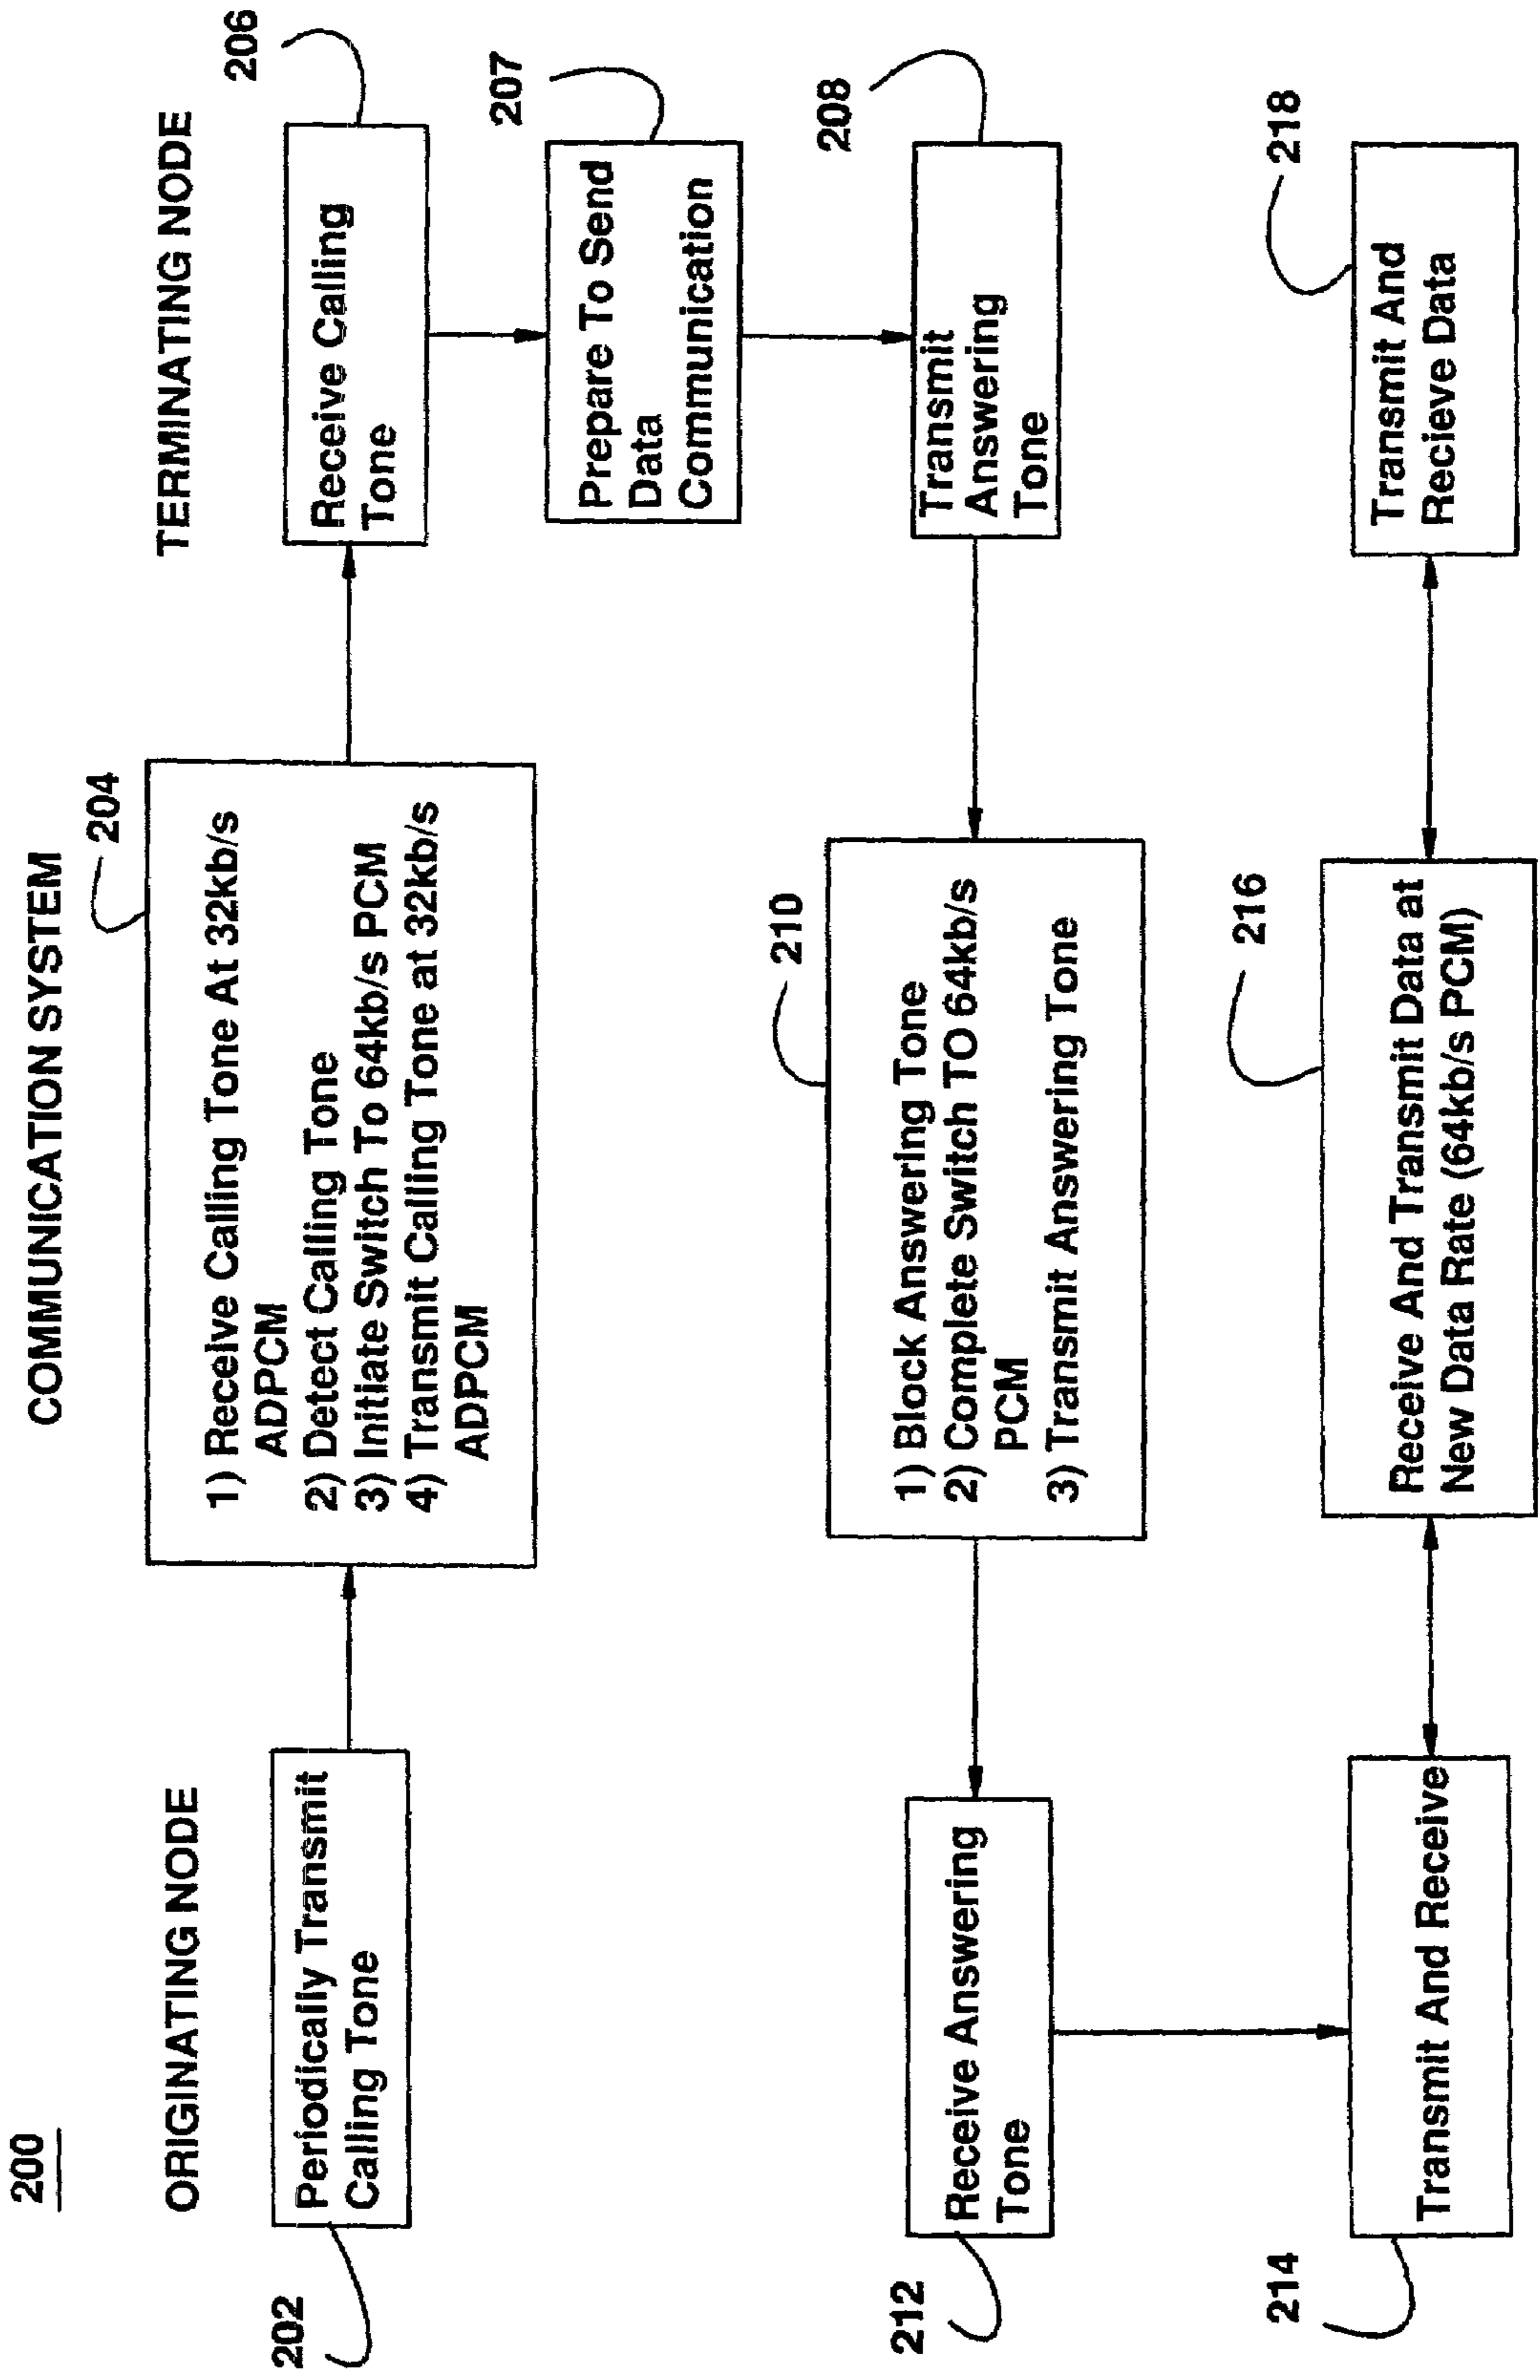 200
COMMUNICATION SYSTEM
ORIGINATING NODE
TERMINATING NODE
202
Periodically Transmit
Calling Tone
204
1) Receive Calling Tone At 32kb/s
ADPCM
2) Detect Calling Tone
3) Initiate Switch To 64kb/s PCM
4) Transmit Calling Tone at 32kb/s
ADPCM
206
Receive Calling
Tone
207
Prepare To Send
Data
Communication
208
Transmit
Answering
Tone
210
1) Block Answering Tone
2) Complete Switch TO 64kb/s
PCM
3) Transmit Answering Tone
212
Receive Answering
Tone
214
Transmit And Receive
216
Receive And Transmit Data at
New Data Rate (64kb/s PCM)
218
Transmit And
Recieve Data